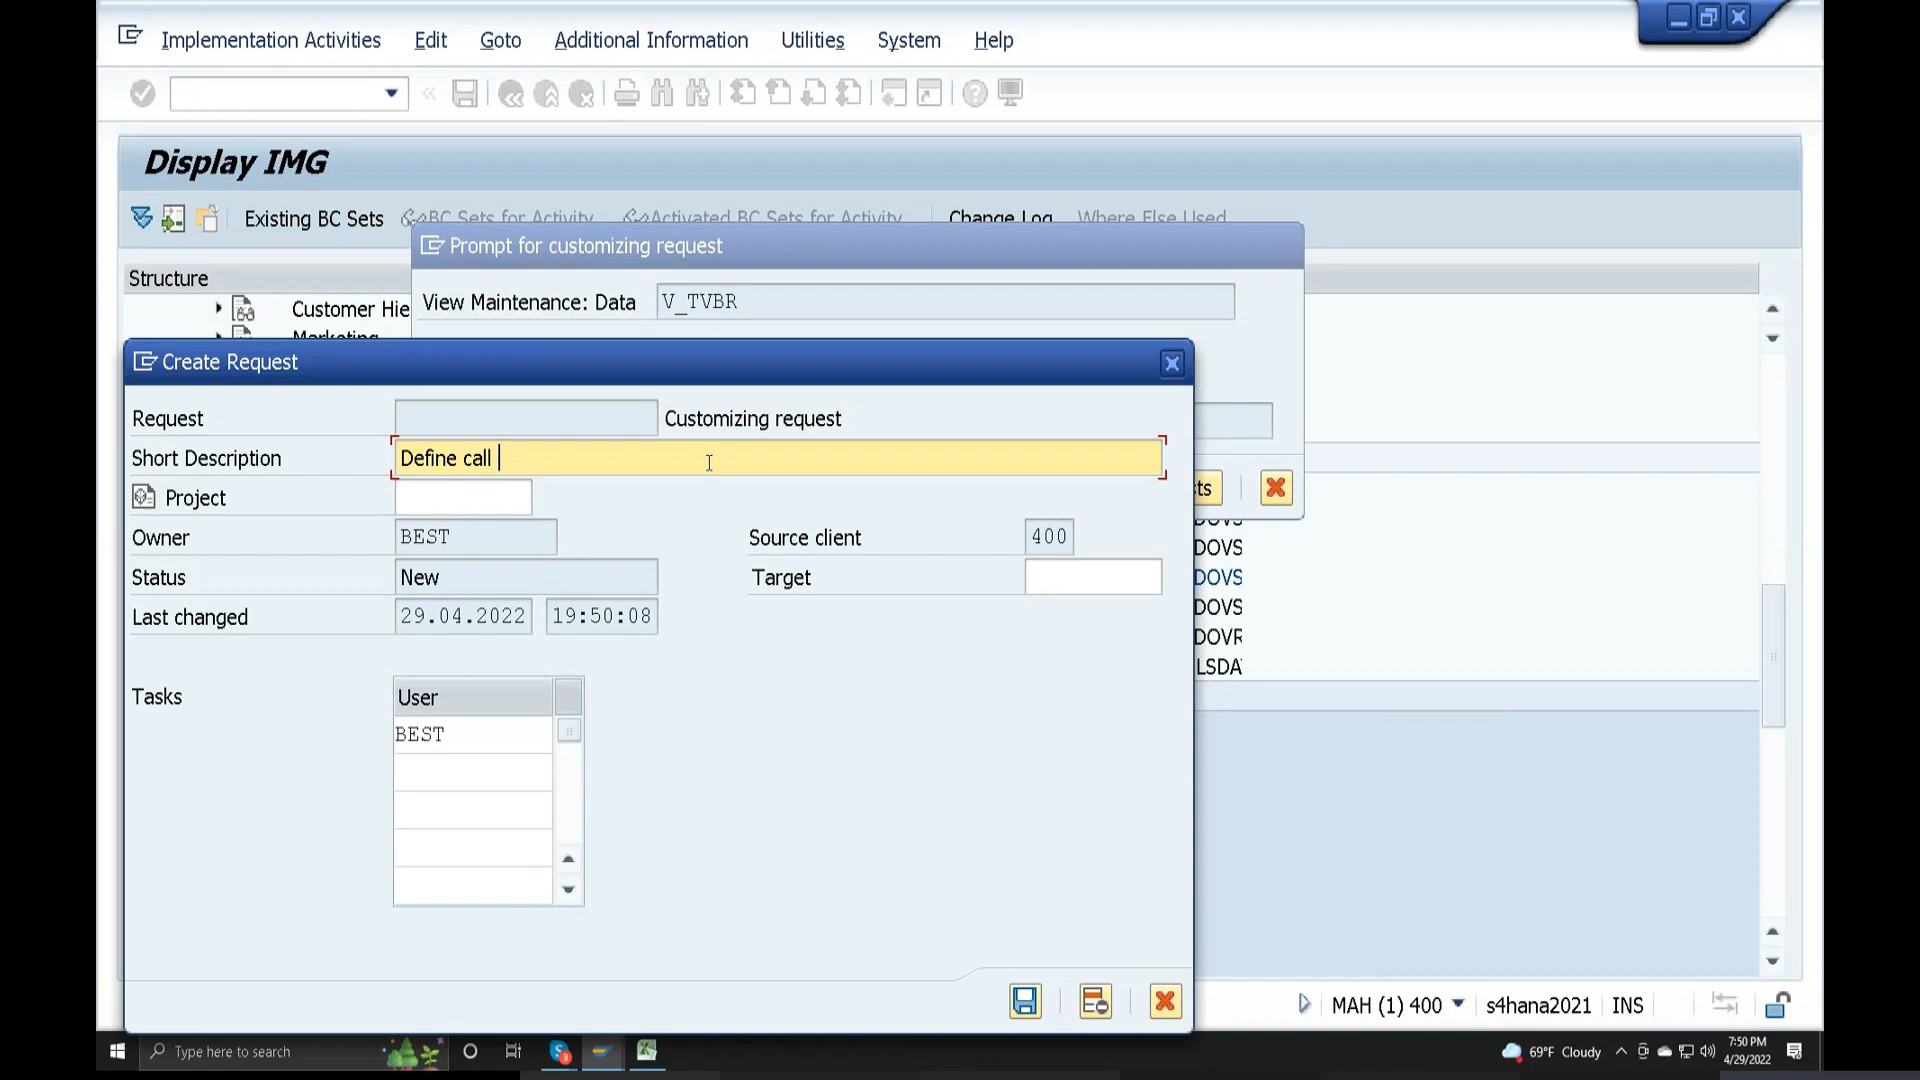 Implementation Activities Edit Goto Additional Information Utilities System Help
Display IMG
Existing BC Sets BC Sets for Activity Activated BC Sets for Activity Change Log Where Else Used
Prompt for customizing request
Structure
View Maintenance: Data V_TVBR
Customer Hie
Marketing
Create Request
Request Customizing request
Short Description Define call
Project
Owner BEST Source client 400
Status New Target
Last changed 29.04.2022 19:50:08
Tasks User
BEST
ts
DOVS
DOVS
DOVS
DOVS
DOVR
LSDA
MAH (1) 400 s4hana2021 INS
Type here to search 3 69°F Cloudy 7:50 PM
4/29/2022